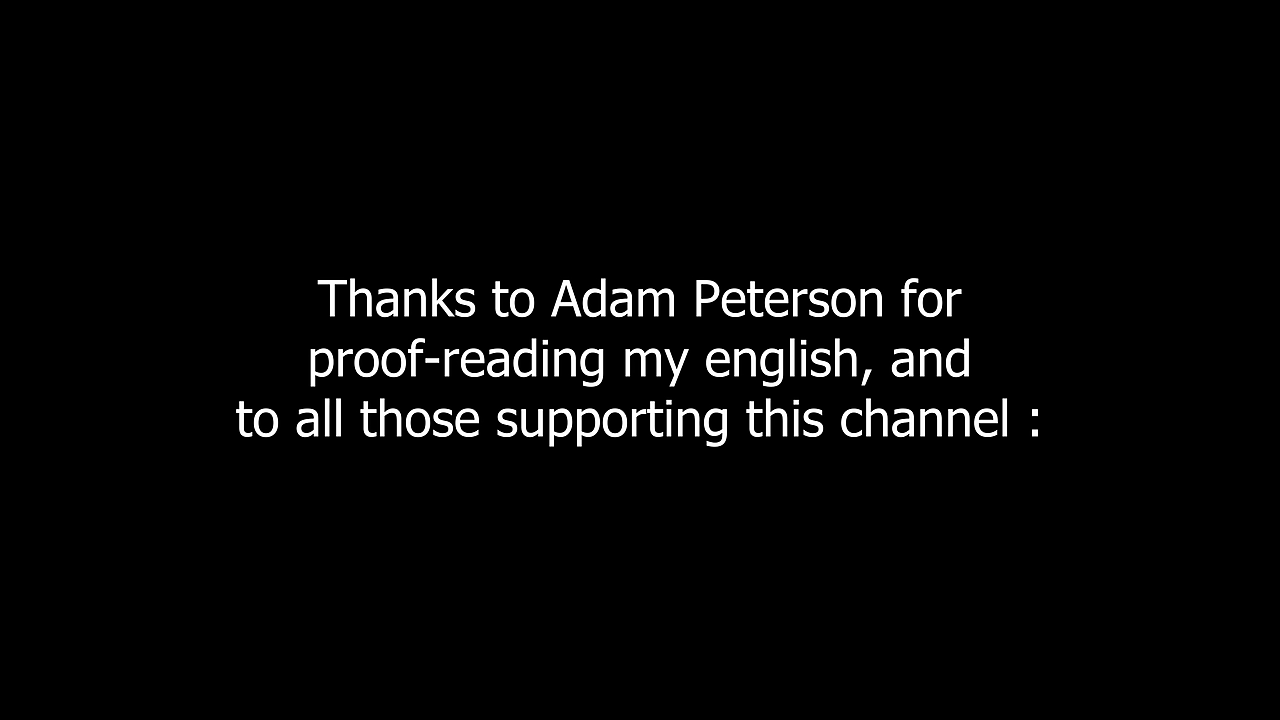 Thanks to Adam Peterson for
proof-reading my english, and
to all those supporting this channel :